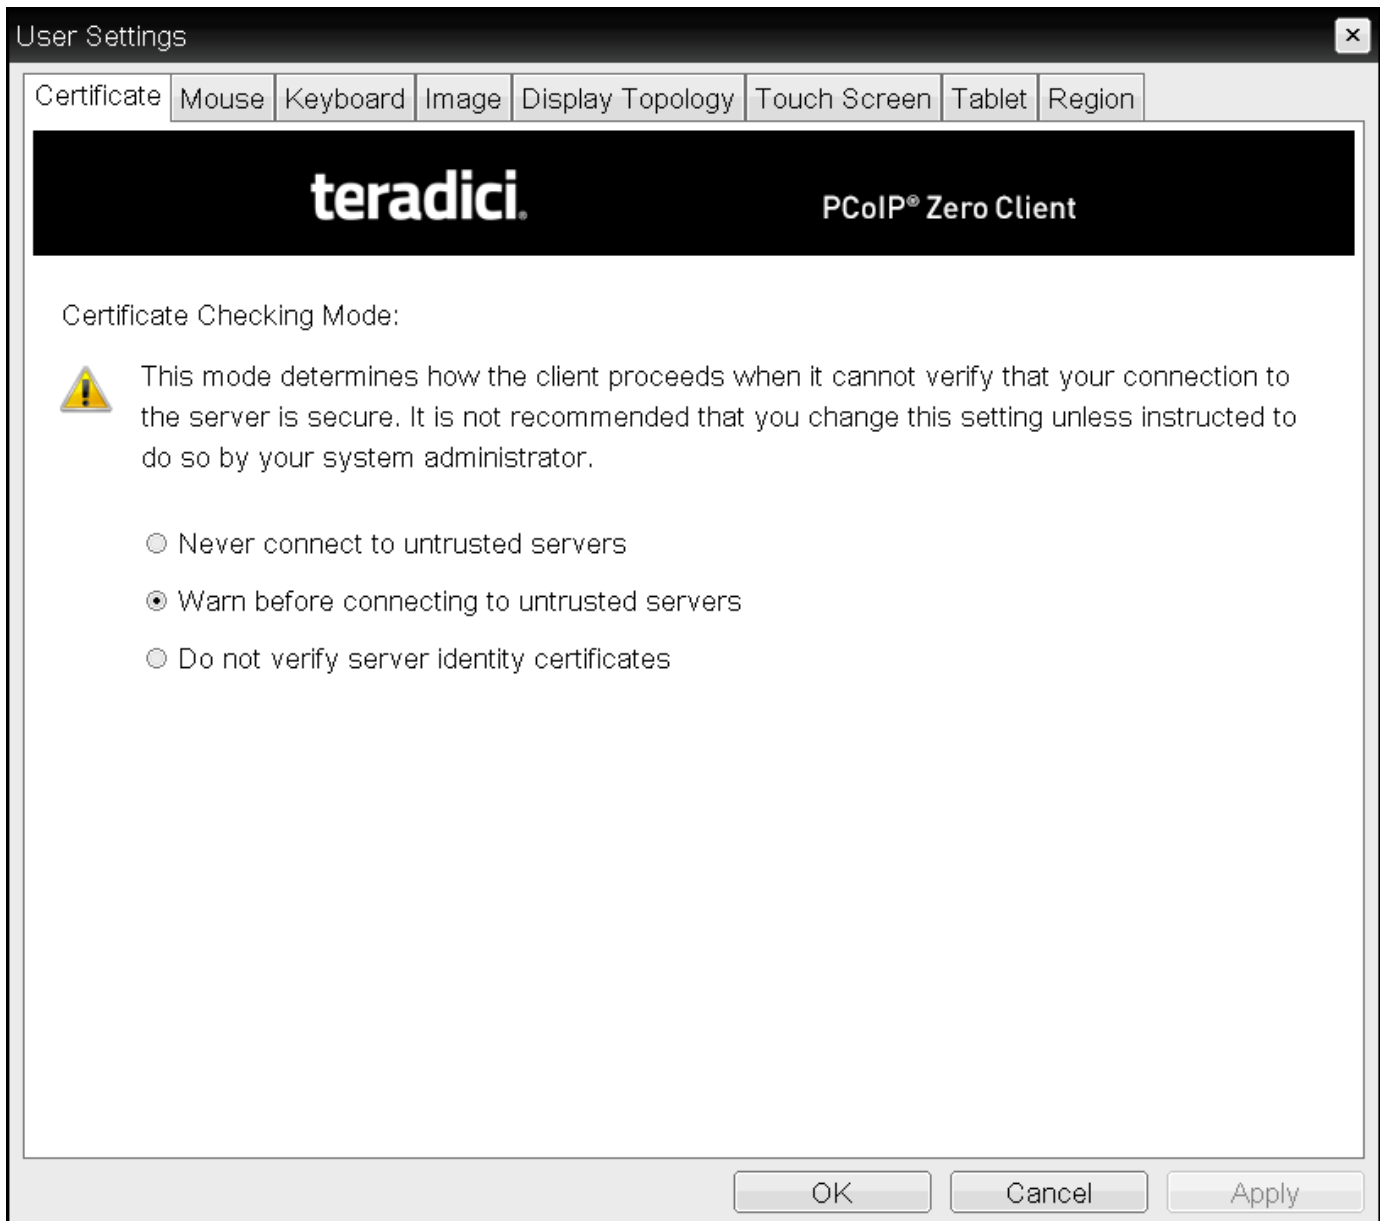 User Settings
Certificate Mouse Keyboard Image Display Topology Touch Screen Tablet Region
teradici. PCoIP® Zero Client
Certificate Checking Mode:
This mode determines how the client proceeds when it cannot verify that your connection to
the server is secure. It is not recommended that you change this setting unless instructed to
do so by your system administrator.
Never connect to untrusted servers
Warn before connecting to untrusted servers
Do not verify server identity certificates
OK Cancel Apply